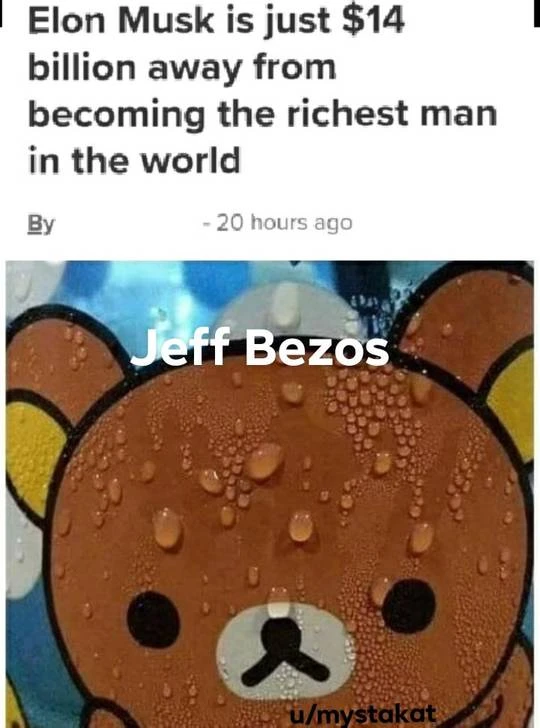 Elon Musk is just $14
billion away from
becoming the richest man
in the world
By - 20 hours ago
Jeff Bezos
u/mystakat